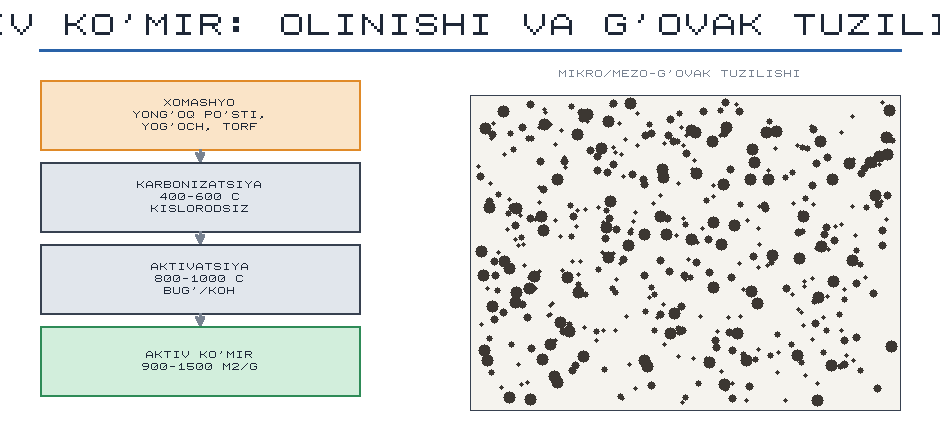 IV KO'MIR: OLINISHI VA G'OVAK TUZILI
MIKRO/MEZO-G'OVAK TUZILISHI
XOMASHYO
YONG'OQ PO'STI,
YOG'OCH, TORF
KARBONIZATSIYA
400-600 C
KISLORODSIZ
AKTIVATSIYA
800-1000 C
BUG'/KOH
AKTIV KO'MIR
900-1500 M2/G